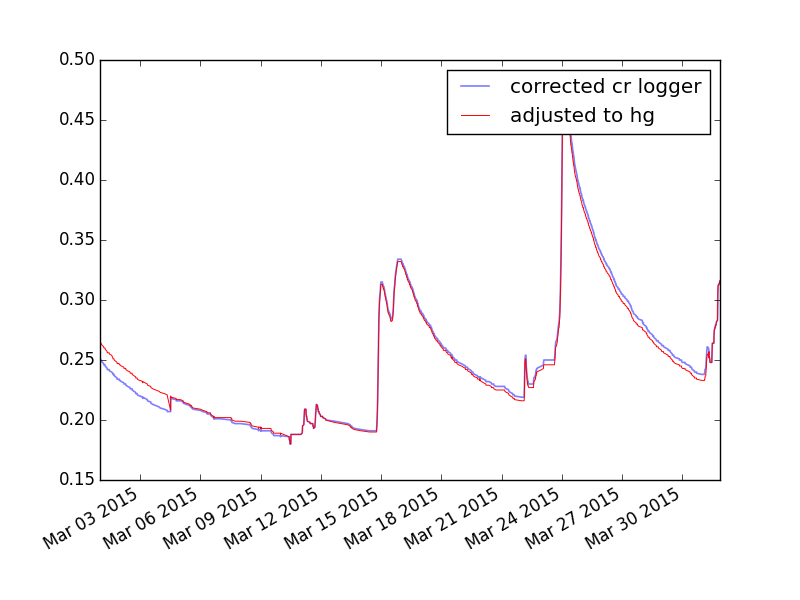 0.50
corrected cr logger
adjusted to hg
0.45
0.40
0.35
0.30
0.25
0.20
0.15
Mar 03 2015
Mar 06 2015
Mar 09 2015
Mar 12 2015
Mar 15 2015
Mar 18 2015
Mar 21 2015
Mar 24 2015
Mar 27 2015
Mar 30 2015